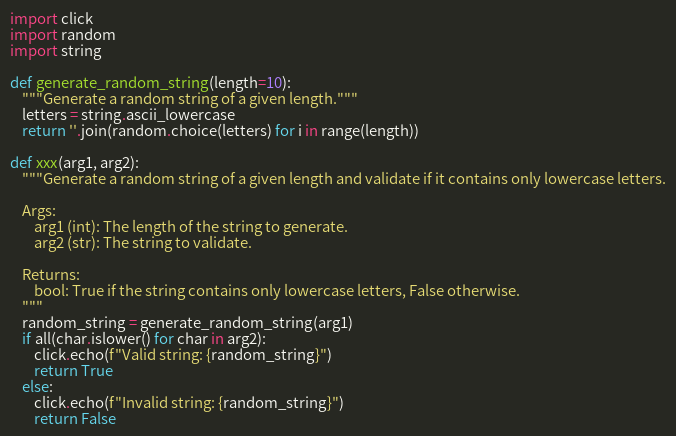 import click
import random
import string

def generate_random_string(length=10):
    """Generate a random string of a given length."""
    letters = string.ascii_lowercase
    return ''.join(random.choice(letters) for i in range(length))

def xxx(arg1, arg2):
    """Generate a random string of a given length and validate if it contains only lowercase letters.

    Args:
        arg1 (int): The length of the string to generate.
        arg2 (str): The string to validate.

    Returns:
        bool: True if the string contains only lowercase letters, False otherwise.
    """
    random_string = generate_random_string(arg1)
    if all(char.islower() for char in arg2):
        click.echo(f"Valid string: {random_string}")
        return True
    else:
        click.echo(f"Invalid string: {random_string}")
        return False